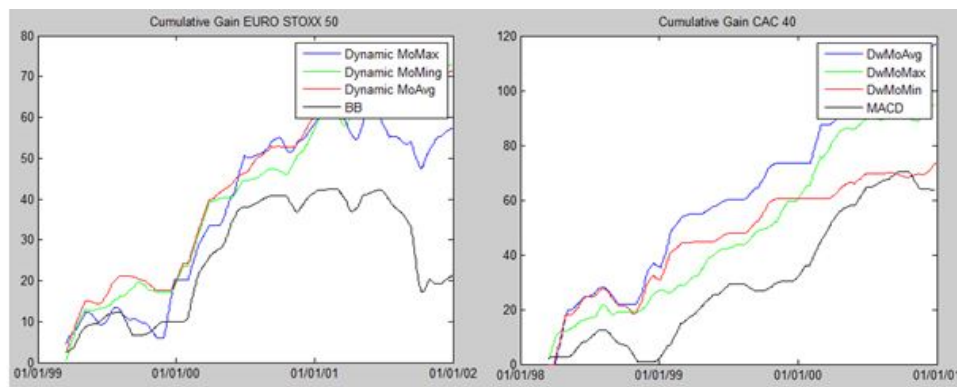 Cumulative Gain EURO STOXX 50
80
70
60
50
40
30
20
10
0
01/01/99
01/01/00
01/01/01
01/01/02
Dynamic MoMax
Dynamic MoMing
Dynamic MoAvg
BB
Cumulative Gain CAC 40
120
100
80
60
40
20
0
01/01/98
01/01/99
01/01/00
01/01/01
DwMoAvg
DwMoMax
DwMoMin
MACD